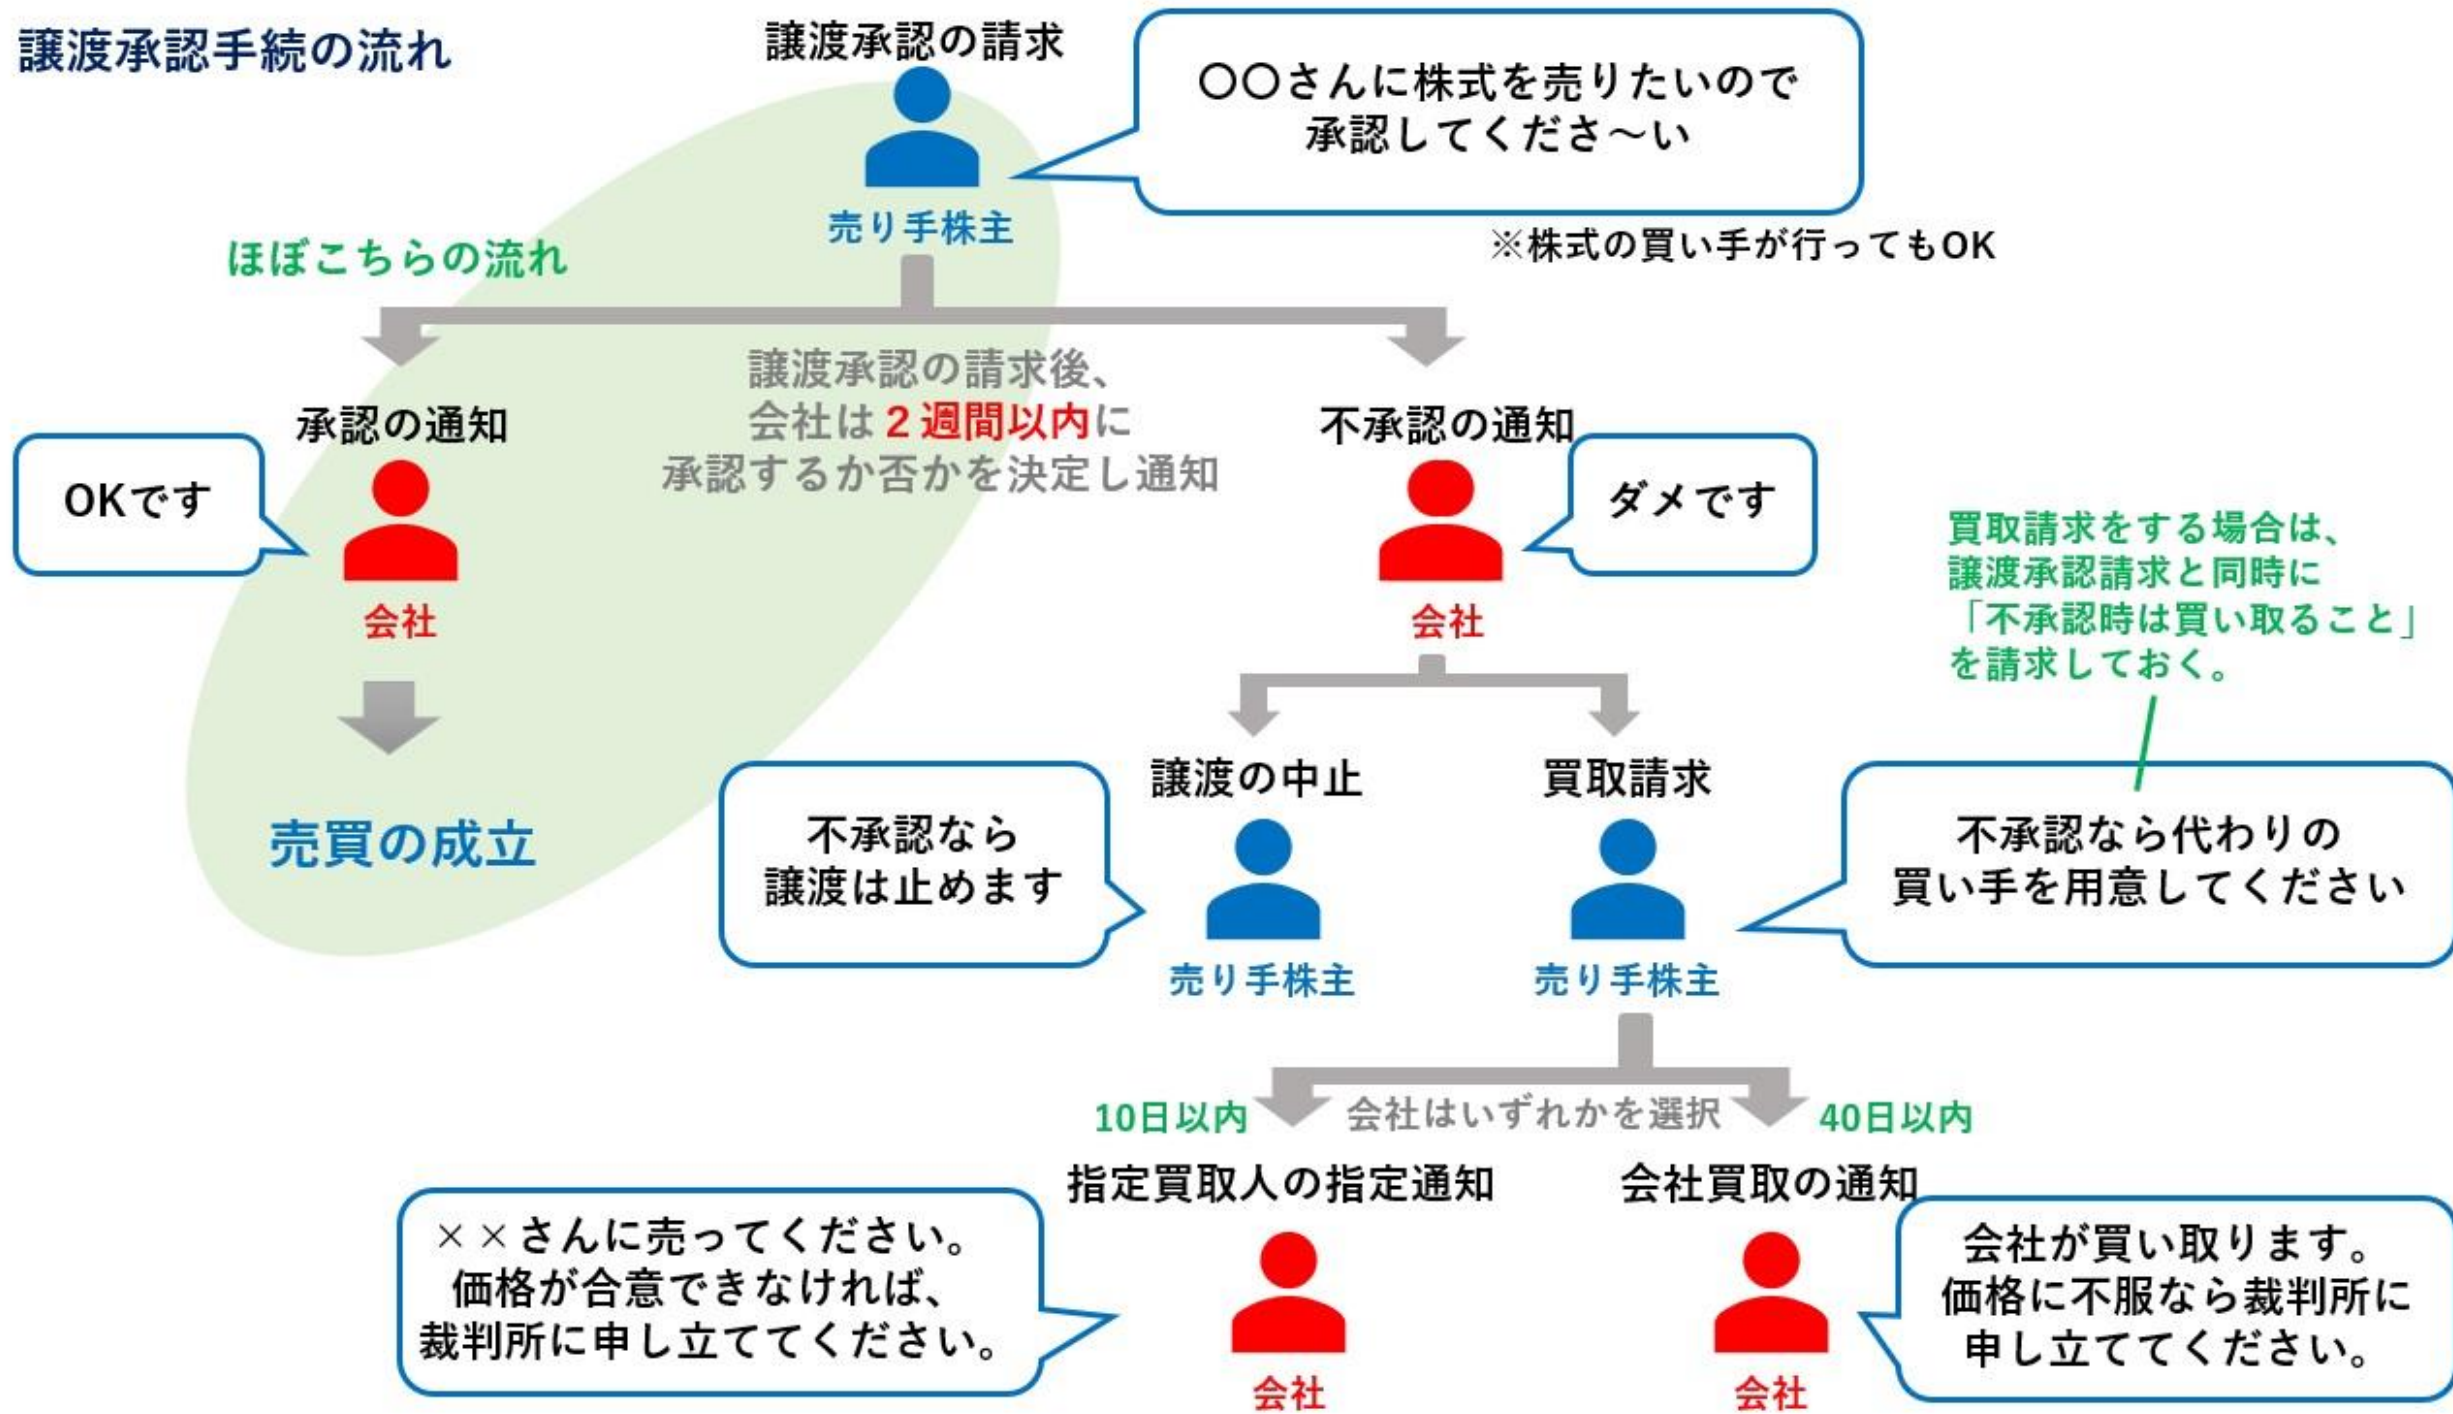 譲渡承認手続の流れ
譲渡承認の請求
〇〇さんに株式を売りたいので
承認してくださ～い
売り手株主
※株式の買い手が行ってもOK
ほぼこちらの流れ
譲渡承認の請求後、
会社は２週間以内に
承認するか否かを決定し通知
承認の通知
OKです
会社
売買の成立
不承認の通知
ダメです
会社
買取請求をする場合は、
譲渡承認請求と同時に
「不承認時は買い取ること」
を請求しておく。
譲渡の中止
不承認なら
譲渡は止めます
売り手株主
買取請求
不承認なら代わりの
買い手を用意してください
売り手株主
10日以内
会社はいずれかを選択
40日以内
指定買取人の指定通知
××さんに売ってください。
価格が合意できなければ、
裁判所に申し立ててください。
会社
会社買取の通知
会社が買い取ります。
価格に不服なら裁判所に
申し立ててください。
会社